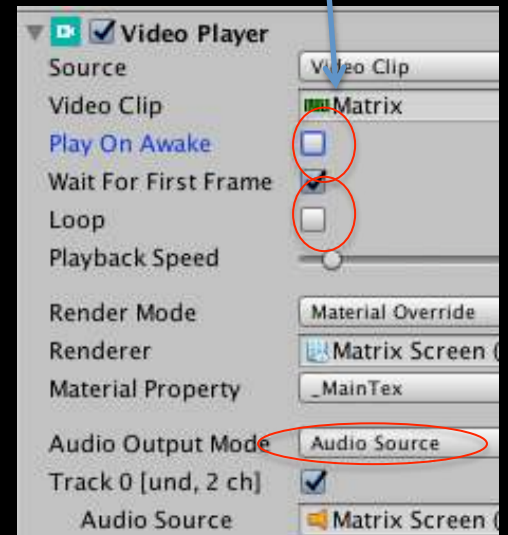 Video Player
Source Video Clip
Video Clip Matrix
Play On Awake
Wait For First Frame
Loop
Playback Speed
Render Mode Material Override
Renderer Matrix Screen (
Material Property _MainTex
Audio Output Mode Audio Source
Track 0 [und, 2 ch]
Audio Source Matrix Screen (